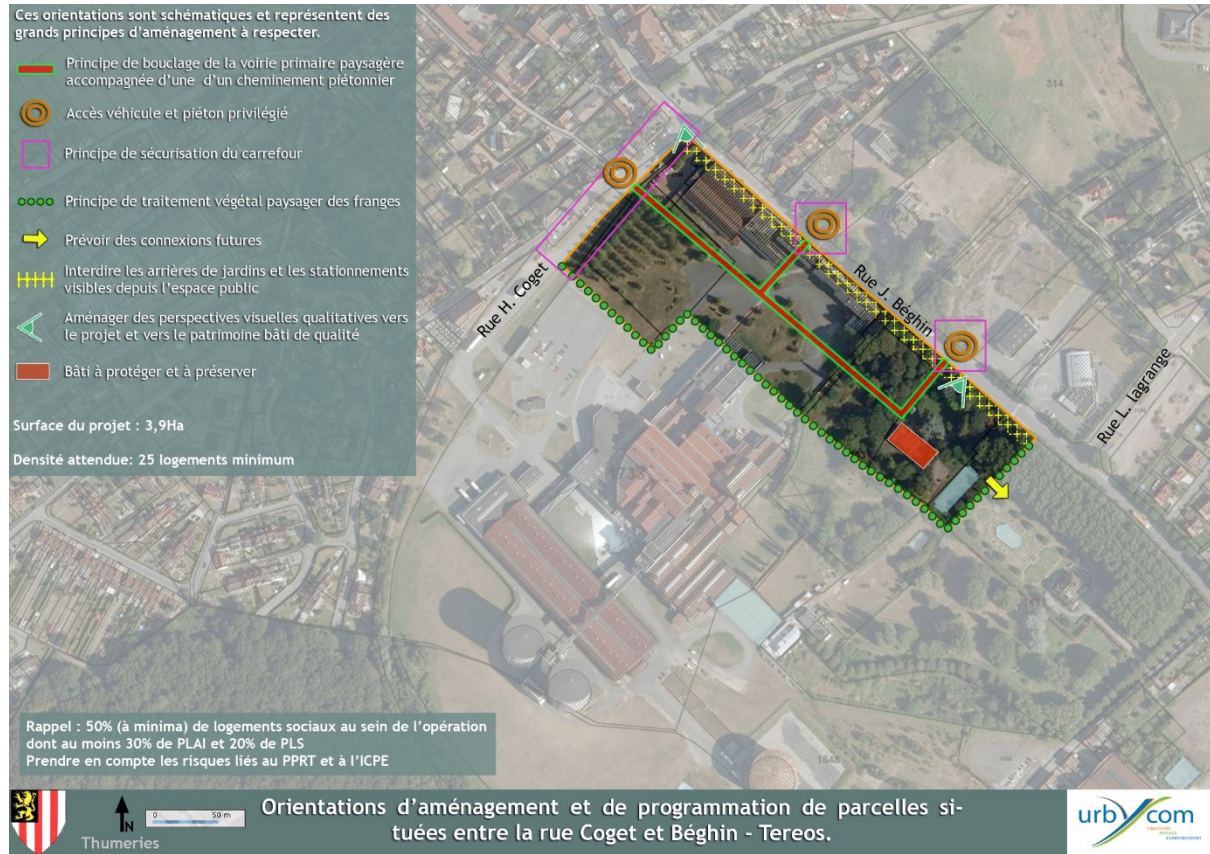 Ces orientations sont schématiques et représentent des
grands principes d'aménagement à respecter.
Principe de bouclage de la voirie primaire paysagère
accompagnée d'une d'un cheminement piétonnier
Accès véhicule et piéton privilégié
Principe de sécurisation du carrefour
Principe de traitement végétal paysager des franges
Prévoir des connexions futures
Interdire les arrières de jardins et les stationnements
visibles depuis l'espace public
Aménager des perspectives visuelles qualitatives vers
le projet et vers le patrimoine bâti de qualité
Bâti à protéger et à préserver
Surface du projet : 3,9Ha
Densité attendue: 25 logements minimum
314
Rue H. Coget
Rue J. Béghin
Rue L. lagrange
1733
1648
Rappel : 50% (à minima) de logements sociaux au sein de l'opération
dont au moins 30% de PLAI et 20% de PLS
Prendre en compte les risques liés au PPRT et à l'ICPE
N
0 50 m
Thumeries
Orientations d'aménagement et de programmation de parcelles si-
tuées entre la rue Coget et Béghin - Tereos.
urbycom